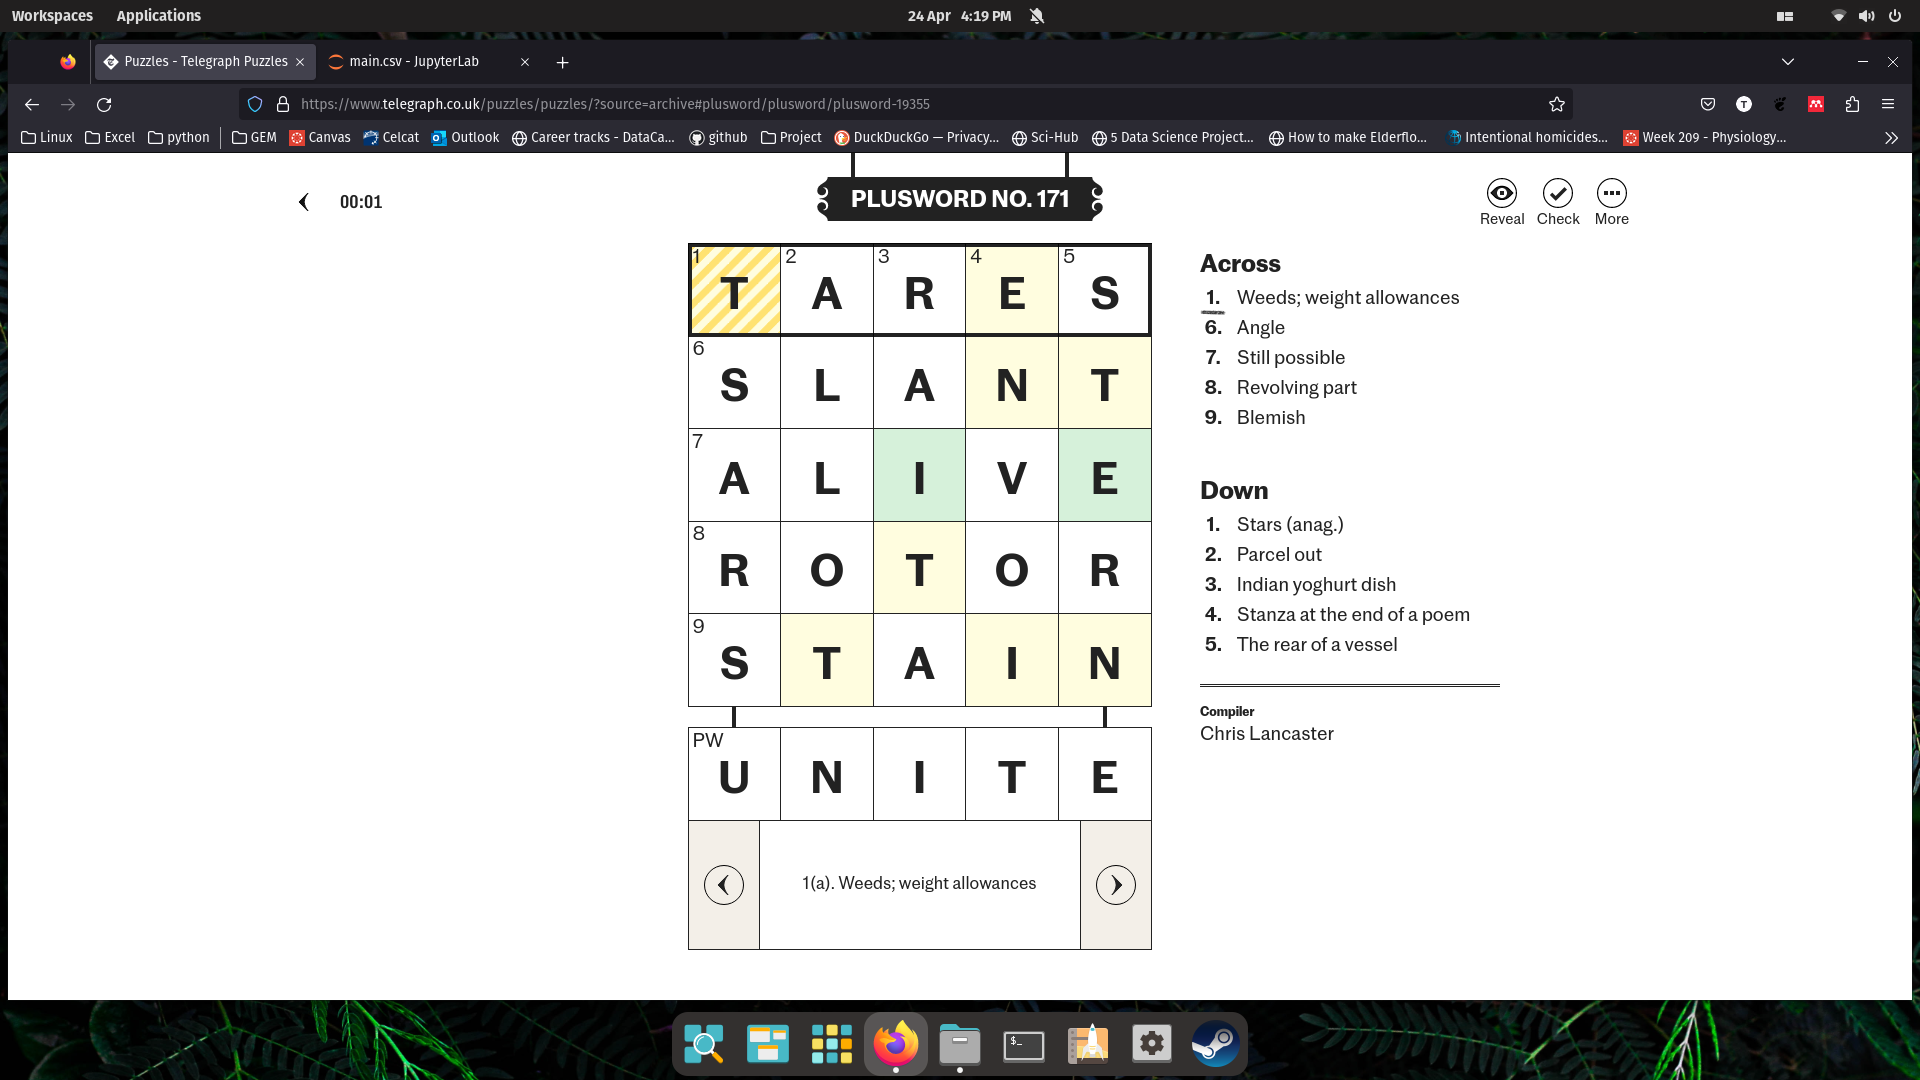 Workspaces Applications 24 Apr 4:19 PM
Puzzles - Telegraph Puzzles main.csv - JupyterLab
https://www.telegraph.co.uk/puzzles/puzzles/?source=archive#plusword/plusword/plusword-19355
Linux Excel python GEM Canvas Celcat Outlook Career tracks - DataCa... github Project DuckDuckGo — Privacy... Sci-Hub 5 Data Science Project... How to make Elderflo... Intentional homicides... Week 209 - Physiology...
00:01
PLUSWORD NO. 171
Reveal Check More
1 T 2 A 3 R 4 E 5 S
6 S L A N T
7 A L I V E
8 R O T O R
9 S T A I N
PW U N I T E
1(a). Weeds; weight allowances
Across
1. Weeds; weight allowances
6. Angle
7. Still possible
8. Revolving part
9. Blemish
Down
1. Stars (anag.)
2. Parcel out
3. Indian yoghurt dish
4. Stanza at the end of a poem
5. The rear of a vessel
Compiler
Chris Lancaster
$_